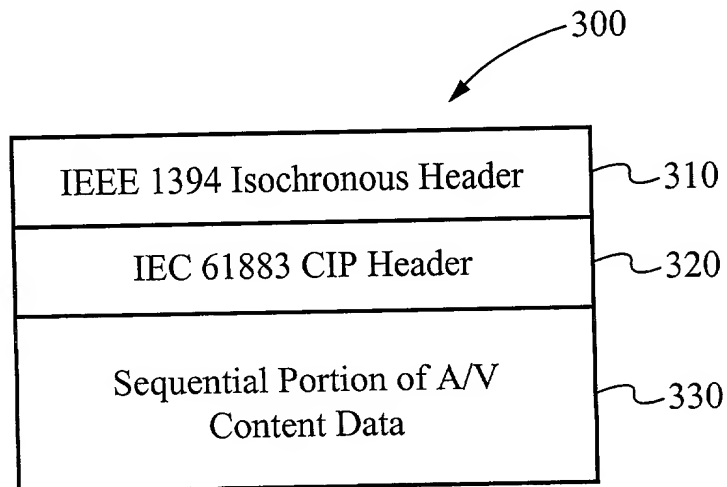 300
IEEE 1394 Isochronous Header
310
IEC 61883 CIP Header
320
Sequential Portion of A/V
Content Data
330